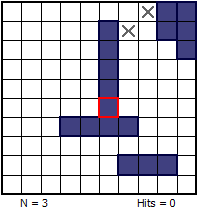 N = 3 Hits = 0